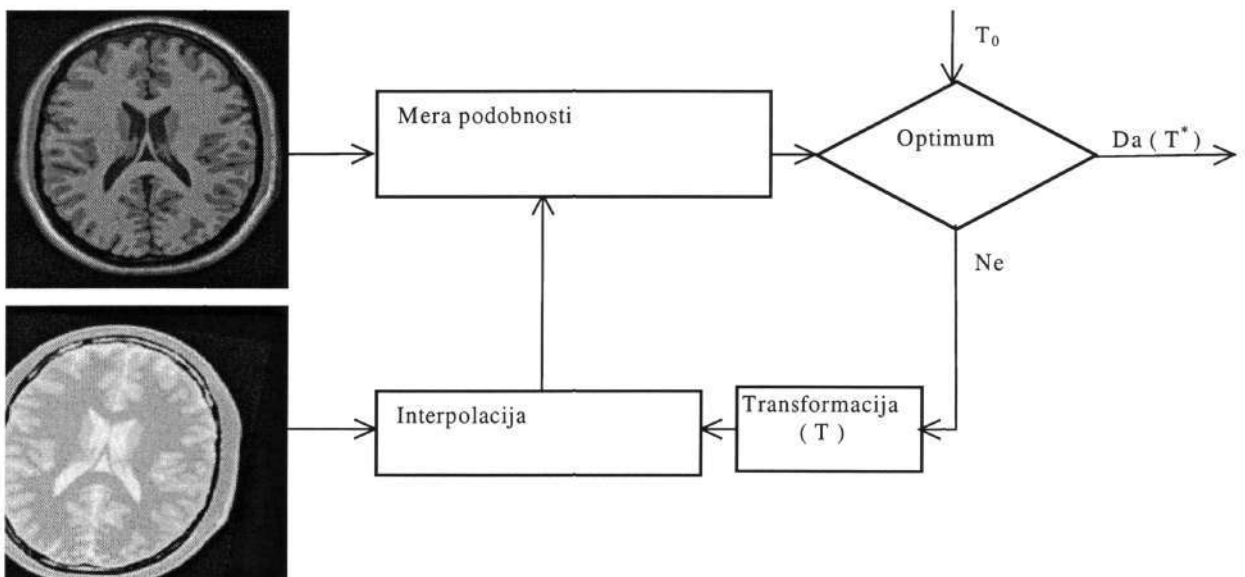 T₀
Mera podobnosti
Optimum
Da ( T* )
Ne
Interpolacija
Transformacija
( T )